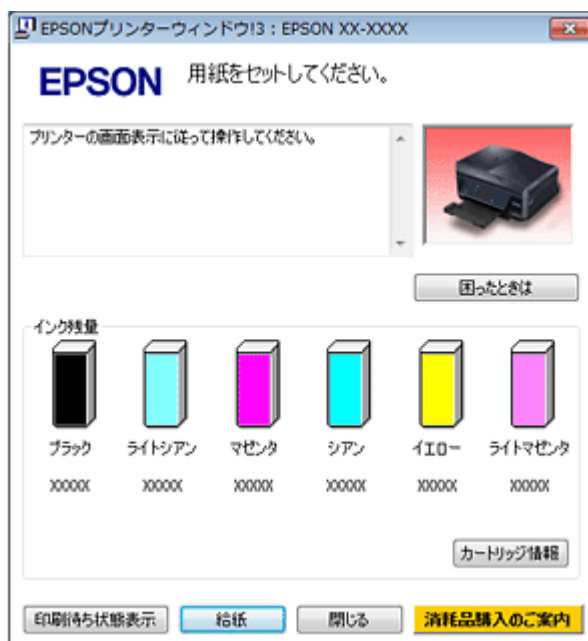 EPSONプリンターウィンドウ!3 : EPSON XX-XXXX
EPSON 用紙をセットしてください。
プリンターの画面表示に従って操作してください。
困ったときは
インク残量
ブラック ライトシアン マゼンタ シアン イエロー ライトマゼンタ
XXXXX XXXXX XXXXX XXXXX XXXXX XXXXX
カートリッジ情報
印刷待ち状態表示 給紙 閉じる 消耗品購入のご案内